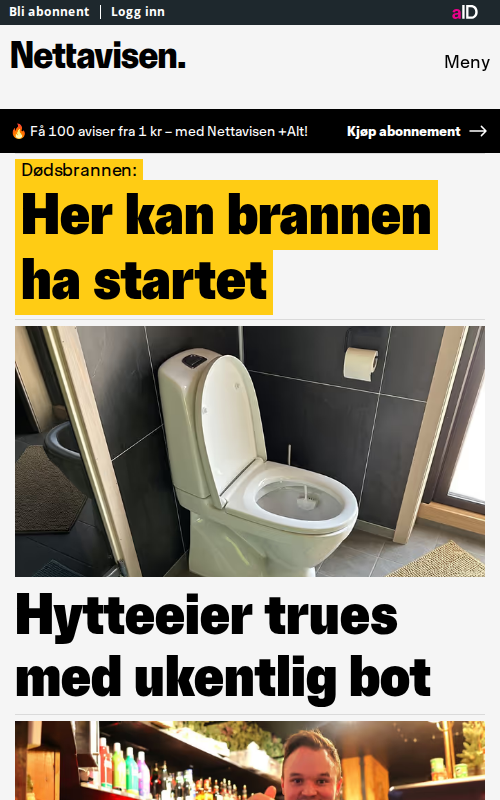 Bli abonnent | Logg inn
aID
Nettavisen.
Meny
🔥 Få 100 aviser fra 1 kr – med Nettavisen +Alt!
Kjøp abonnement →
Dødsbrannen:
Her kan brannen
ha startet
Hytteeier trues
med ukentlig bot